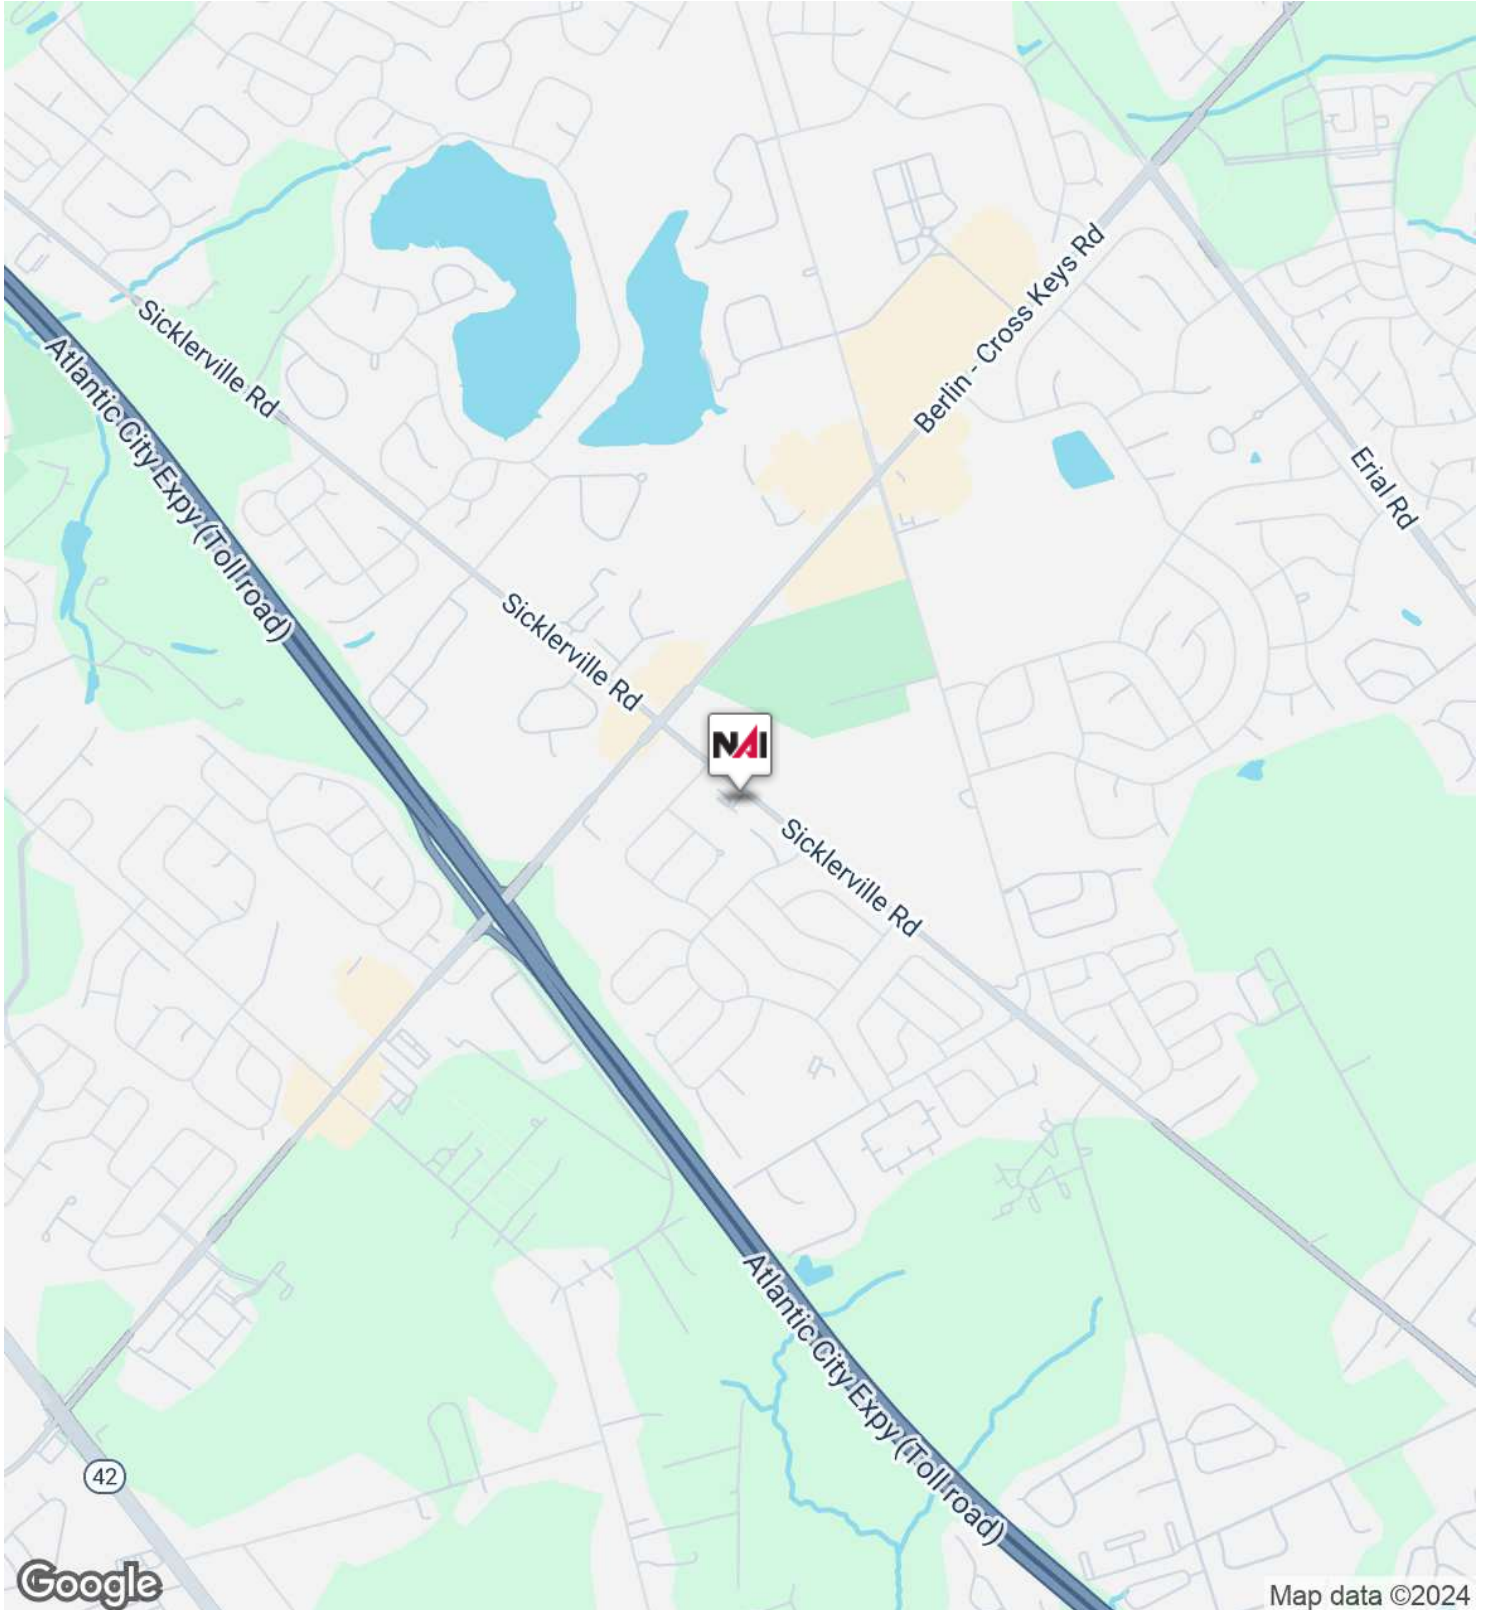 Berlin - Cross Keys Rd
Sicklerville Rd
Atlantic City Expy (Toll road)
Erial Rd
Sicklerville Rd
NAI
Sicklerville Rd
Atlantic City Expy (Toll road)
42
Google
Map data ©2024